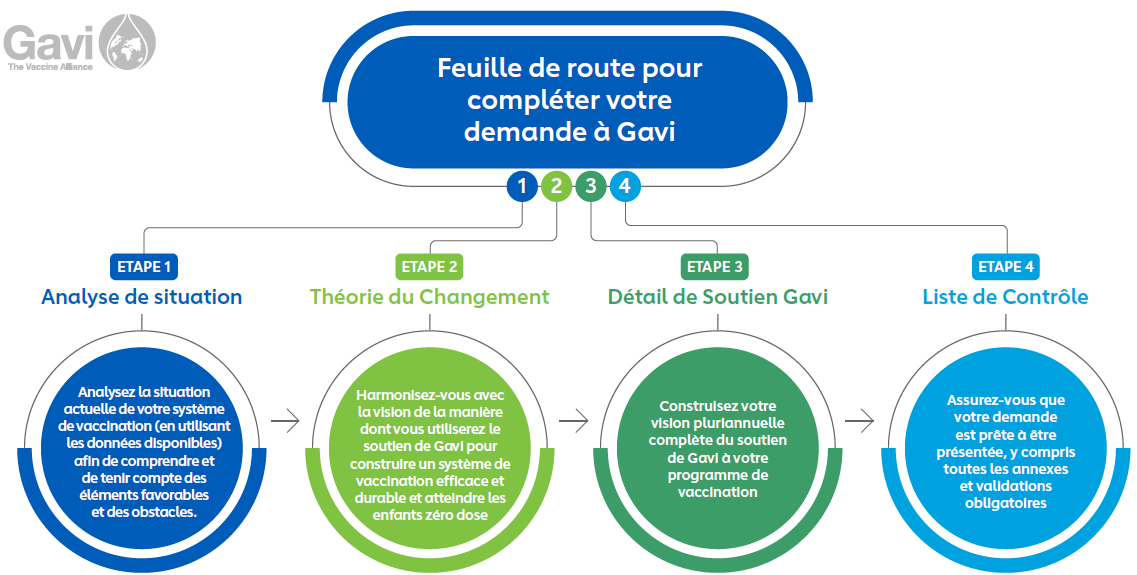 Gavi
The Vaccine Alliance
Feuille de route pour
compléter votre
demande à Gavi
1
2
3
4
ETAPE 1
Analyse de situation
Analysez la situation
actuelle de votre système
de vaccination (en utilisant
les données disponibles)
afin de comprendre et
de tenir compte des
éléments favorables
et des obstacles.
ETAPE 2
Théorie du Changement
Harmonisez-vous avec
la vision de la manière
dont vous utiliserez le
soutien de Gavi pour
construire un système de
vaccination efficace et
durable et atteindre les
enfants zéro dose
ETAPE 3
Détail de Soutien Gavi
Construisez votre
vision pluriannuelle
complète du soutien
de Gavi à votre
programme de
vaccination
ETAPE 4
Liste de Contrôle
Assurez-vous que
votre demande
est prête à être
présentée, y compris
toutes les annexes
et validations
obligatoires